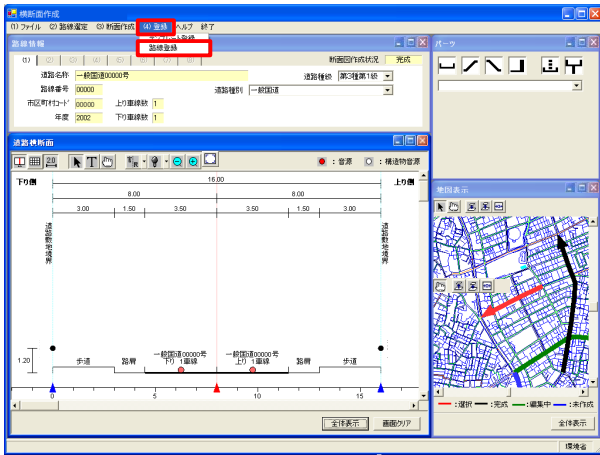 横断面作成
(1) ファイル (2) 路線選定 (3) 断面作成 (4) 登録 ヘルプ 終了
路線登録
路線情報
(1) (2) (3) (4) (5) (6) (7) (8) 断面図作成状況 完成
道路名称 一般国道00000号 道路種級 第3種第1級
路線番号 00000 道路種別 一般国道
市区町村コード 00000 上り車線数 1
年度 2002 下り車線数 1
パーツ
道路横断面
2.0 T R
: 音源 : 構造物音源
下り側 16.00 上り側
8.00 8.00
3.00 1.50 3.50 3.50 1.50 3.00
道路敷地境界 道路敷地境界
1.20
歩道 路肩 一般国道00000号 下り 1車線 一般国道00000号 上り 1車線 路肩 歩道
0 5 10 15
全体表示 画面クリア
地図表示
:選択 :完成 :編集中 :未作成
全体表示
環境省